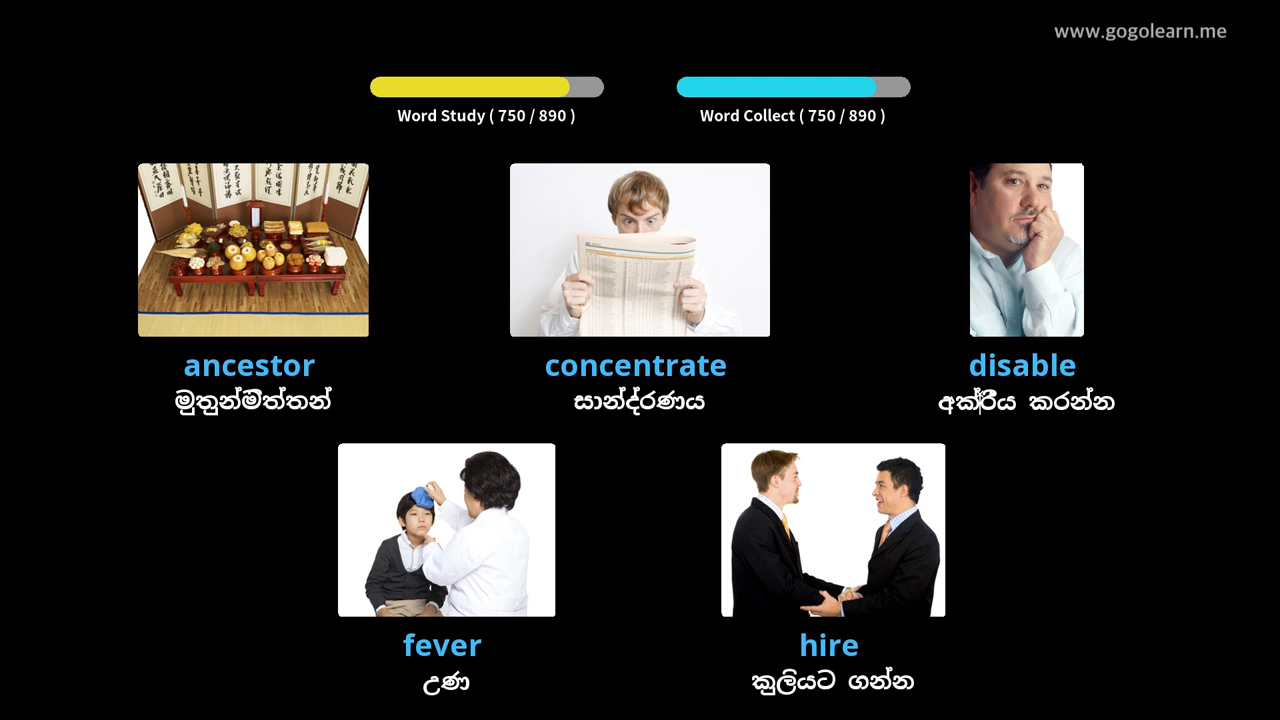 www.gogolearn.me
Word Study ( 750 / 890 )
Word Collect ( 750 / 890 )
ancestor
මුතුන්මිත්තන්
concentrate
සාන්ද්රණය
disable
අක්රීය කරන්න
fever
උණ
hire
කුලියට ගන්න